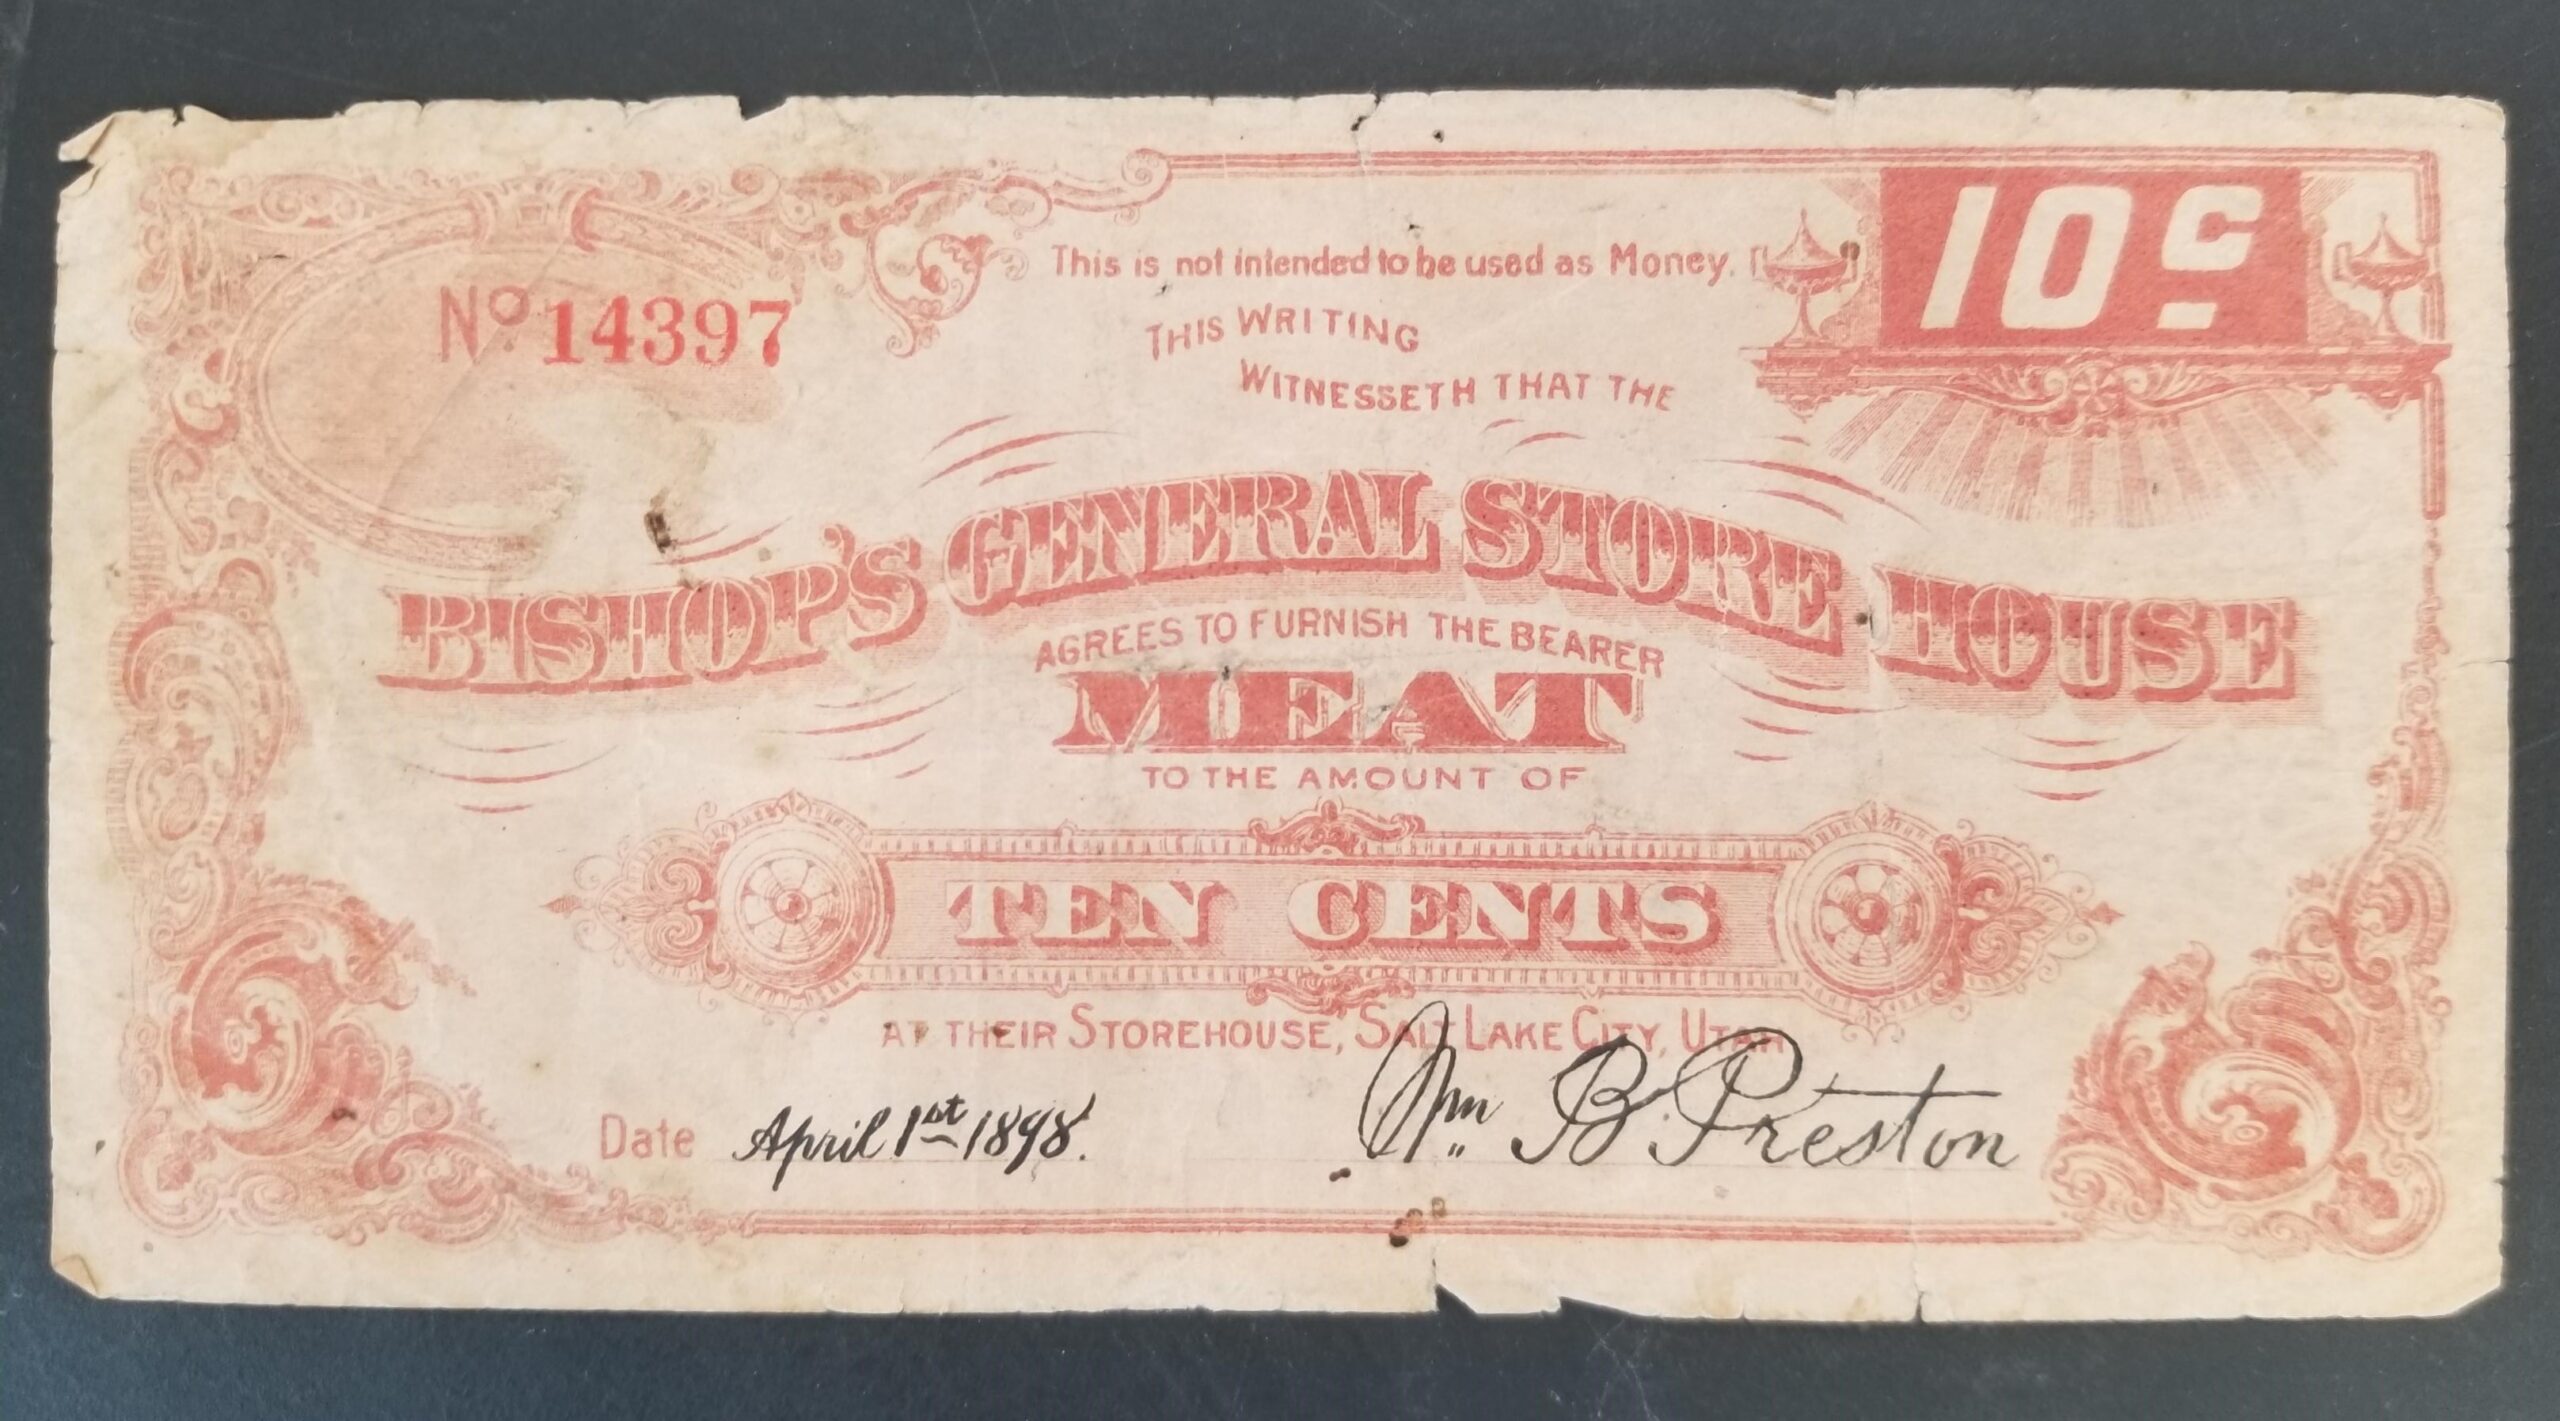 No. 14397
10c
This is not intended to be used as Money.
THIS WRITING
WITNESSETH THAT THE
BISHOP'S GENERAL STORE HOUSE
AGREES TO FURNISH THE BEARER
MEAT
TO THE AMOUNT OF
TEN CENTS
AT THEIR STOREHOUSE, SALT LAKE CITY, UTAH
Date April 1st 1898.
Wm. B. Preston